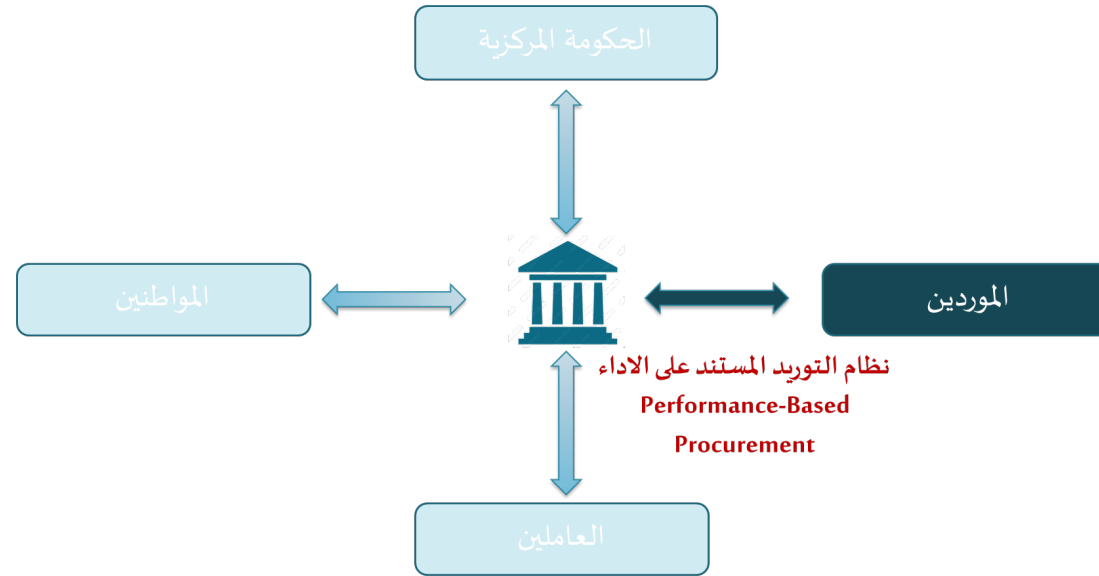 الحكومة المركزية
الموردين
المواطنين
نظام التوريد المستند على الاداء
Performance-Based
Procurement
العاملين